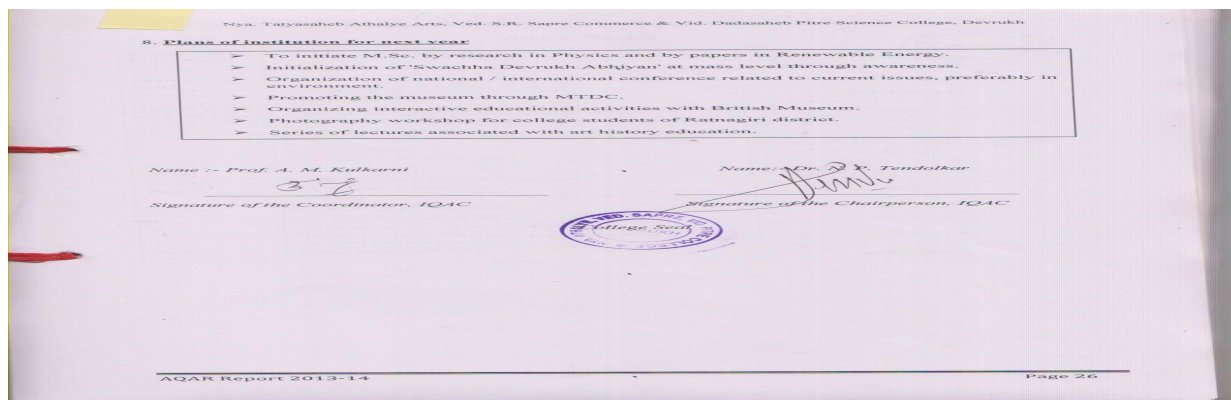 Nya. Tatyasaheb Athalye Arts, Ved. S.R. Sapre Commerce & Vid. Dadasaheb Pitre Science College, Devrukh
8. Plans of institution for next year
➢ To initiate M.Sc. by research in Physics and by papers in Renewable Energy.
➢ Initialization of 'Swachha Devrukh Abhiyan' at mass level through awareness.
➢ Organization of national / international conference related to current issues, preferably in
environment.
➢ Promoting the museum through MTDC.
➢ Organizing interactive educational activities with British Museum.
➢ Photography workshop for college students of Ratnagiri district.
➢ Series of lectures associated with art history education.
Name :- Prof. A. M. Kulkarni
Name:- Dr. N. P. Tendolkar
Signature of the Coordinator, IQAC
Signature of the Chairperson, IQAC
VED. SAPRE
College Seal
AQAR Report 2013-14
Page 26